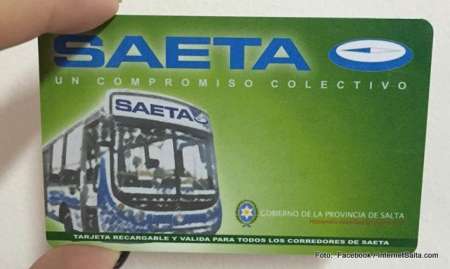 SAETA
UN COMPROMISO COLECTIVO
SAETA
GOBIERNO DE LA PROVINCIA DE SALTA
TARJETA RECARGABLE Y VALIDA PARA TODOS LOS CORREDORES DE SAETA
Foto: Facebook / InternetSalta.com